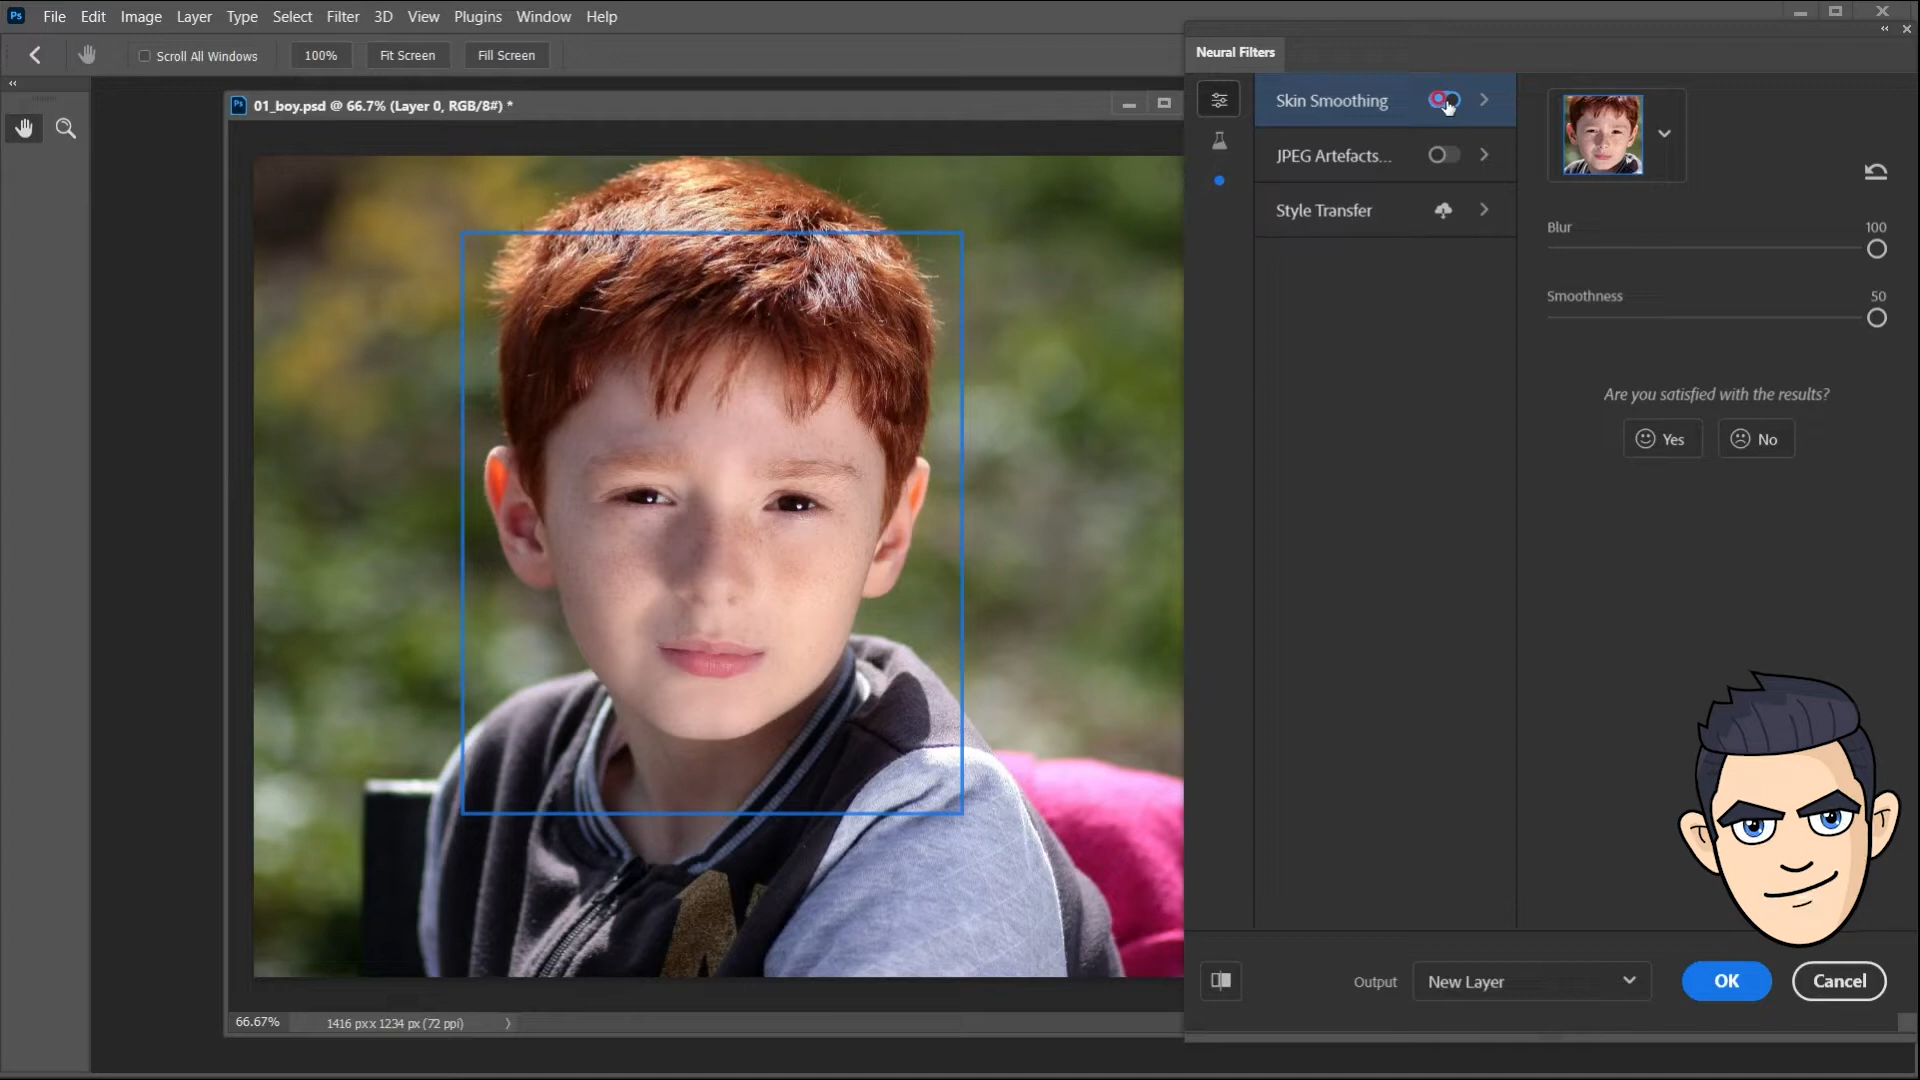 Ps File Edit Image Layer Type Select Filter 3D View Plugins Window Help
Scroll All Windows 100% Fit Screen Fill Screen
Neural Filters
Ps 01_boy.psd @ 66.7% (Layer 0, RGB/8#) *
Skin Smoothing
JPEG Artefacts...
Style Transfer
Blur 100
Smoothness 50
Are you satisfied with the results?
Yes No
Output New Layer OK Cancel
66.67% 1416 px x 1234 px (72 ppi)